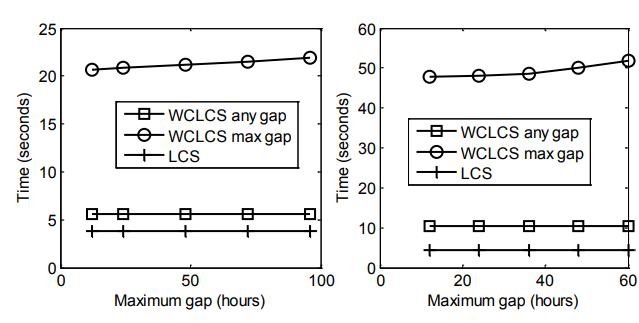 25
20
15
10
5
0
Time (seconds)
WCLCS any gap
WCLCS max gap
LCS
0 50 100
Maximum gap (hours)
60
50
40
30
20
10
0
Time (seconds)
WCLCS any gap
WCLCS max gap
LCS
0 20 40 60
Maximum gap (hours)